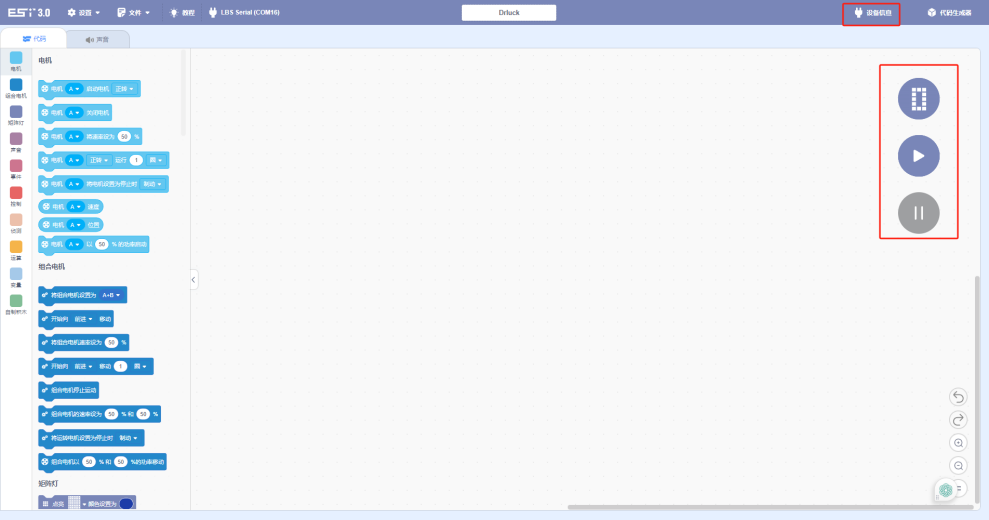 3.0 设置 文件 教程 LBS Serial (COM16) Drluck 设备信息 代码生成器
代码 声音
电机
组合电机
矩阵灯
声音
事件
控制
侦测
运算
变量
自制积木
电机
电机 A 启动电机 正转
电机 A 关闭电机
电机 A 将速率设为 50 %
电机 A 正转 运行 1 圈
电机 A 将电机设置为停止时 制动
电机 A 速度
电机 A 位置
电机 A 以 50 %的功率移动
组合电机
将组合电机设置为 A+B
开始向 前进 移动
将组合电机速率设为 50 %
开始向 前进 移动 1 圈
组合电机停止运动
组合电机的速率设为 50 % 和 50 %
将运动电机设置为停止时 制动
组合电机以 50 % 和 50 %的功率移动
矩阵灯
点亮 颜色设置为